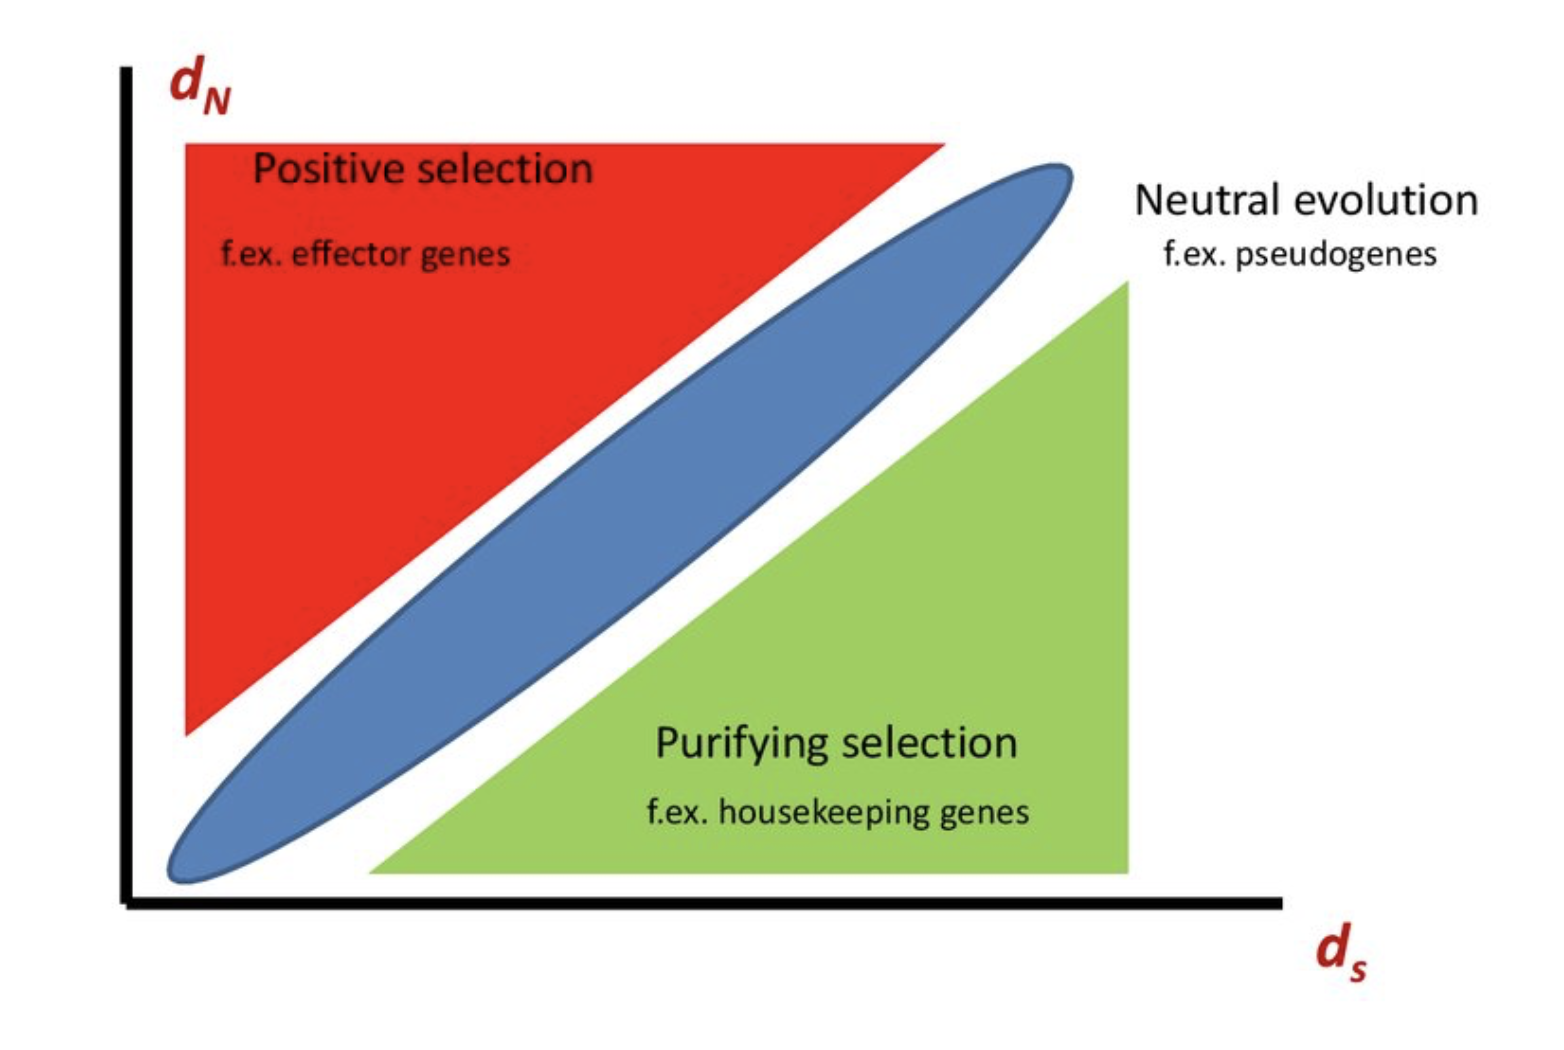 dN
Positive selection
f.ex. effector genes
Neutral evolution
f.ex. pseudogenes
Purifying selection
f.ex. housekeeping genes
ds